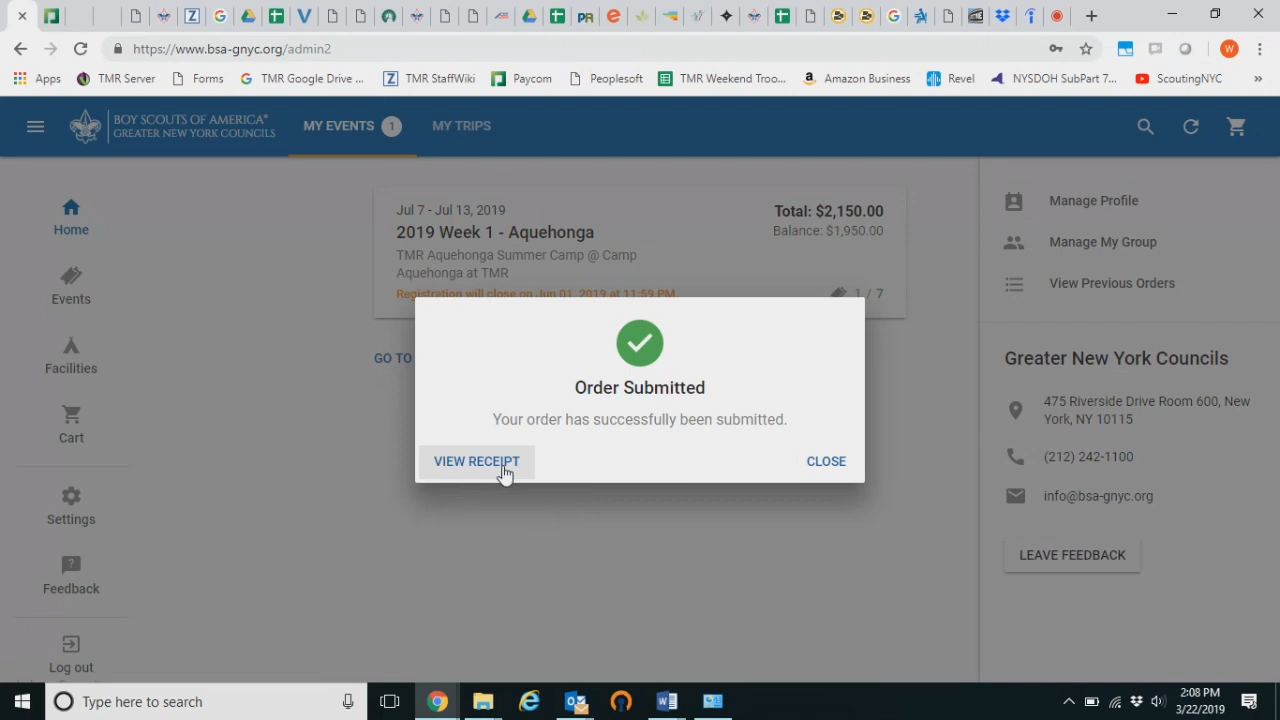 https://www.bsa-gnyc.org/admin2
W
Apps
TMR Server
Forms
TMR Google Drive ...
Z
TMR StaffWiki
Paycom
Peoplesoft
TMR Weekend Troo...
Amazon Business
Revel
NYSDOH SubPart 7...
ScoutingNYC
»
BOY SCOUTS OF AMERICA®
GREATER NEW YORK COUNCILS
MY EVENTS 1
MY TRIPS
Home
Events
Facilities
Cart
Settings
Feedback
Log out
Jul 7 - Jul 13, 2019
Total: $2,150.00
2019 Week 1 - Aquehonga
Balance: $1,950.00
TMR Aquehonga Summer Camp @ Camp
Aquehonga at TMR
Registration will close on Jun 01, 2019 at 11:59 PM.
1 / 7
GO TO
Order Submitted
Your order has successfully been submitted.
VIEW RECEIPT
CLOSE
Manage Profile
Manage My Group
View Previous Orders
Greater New York Councils
475 Riverside Drive Room 600, New
York, NY 10115
(212) 242-1100
info@bsa-gnyc.org
LEAVE FEEDBACK
Type here to search
2:08 PM
3/22/2019